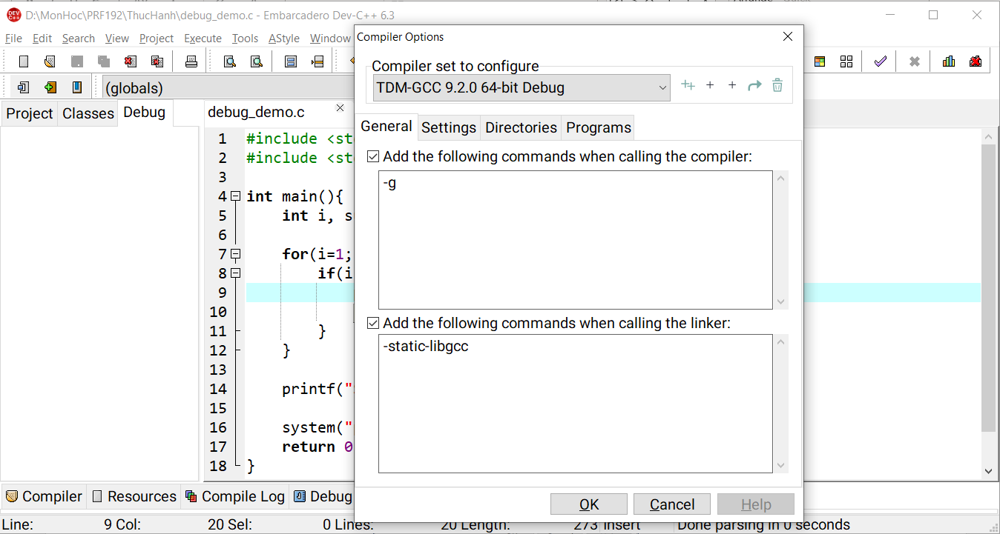 D:\MonHoc\PRF192\ThucHanh\debug_demo.c - Embarcadero Dev-C++ 6.3
File Edit Search View Project Execute Tools AStyle Window
Compiler Options
Compiler set to configure
TDM-GCC 9.2.0 64-bit Debug
(globals)
Project Classes Debug
debug_demo.c
General Settings Directories Programs
Add the following commands when calling the compiler:
-g
Add the following commands when calling the linker:
-static-libgcc
OK Cancel Help
1 #include <st
2 #include <st
3
4 int main(){
5 int i, s
6
7 for(i=1;
8 if(i
9
10
11 }
12 }
13
14 printf("
15
16 system("
17 return 0
18 }
Compiler Resources Compile Log Debug
Line: 9 Col: 20 Sel: 0 Lines: 20 Length: 273 Insert Done parsing in 0 seconds